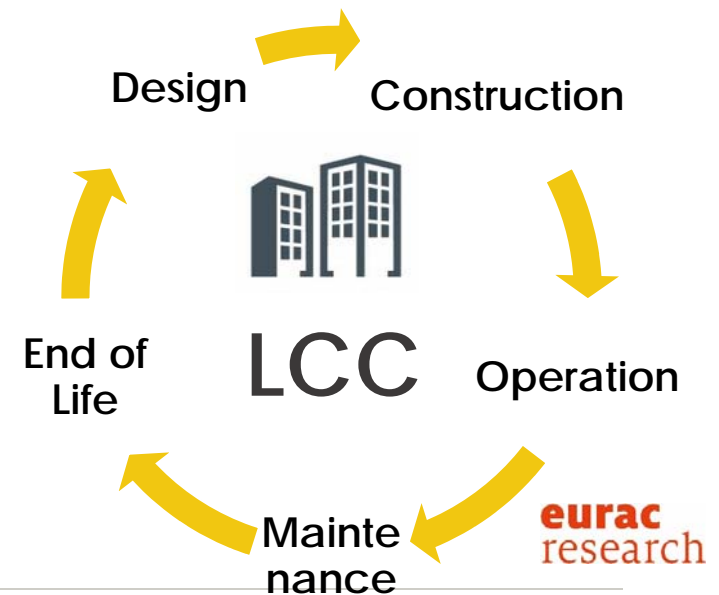 Design
Construction
End of
Life
LCC
Operation
Mainte
nance
eurac
research